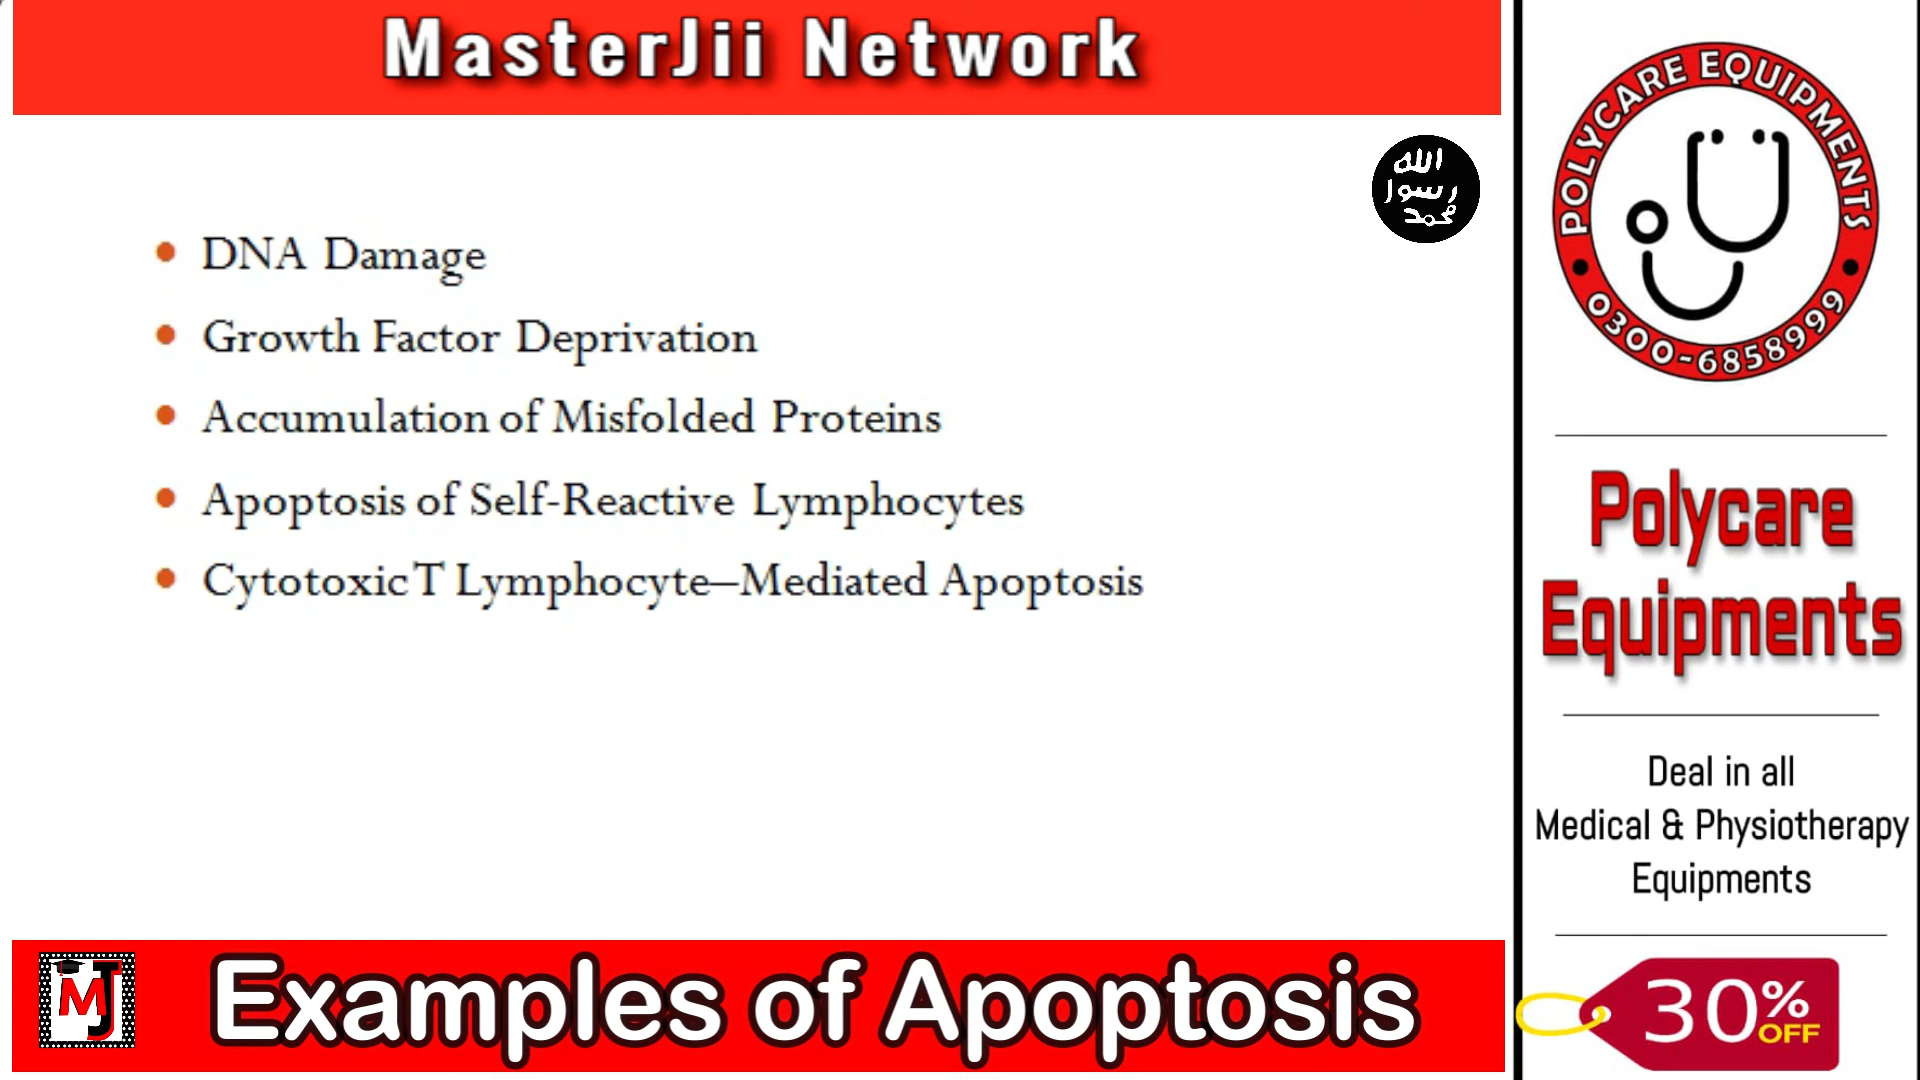 MasterJii Network
الله
رسول
محمد
• DNA Damage
• Growth Factor Deprivation
• Accumulation of Misfolded Proteins
• Apoptosis of Self-Reactive Lymphocytes
• Cytotoxic T Lymphocyte–Mediated Apoptosis
MJ
Examples of Apoptosis
POLYCARE EQUIPMENTS
• 0300-6858999 •
Polycare
Equipments
Deal in all
Medical & Physiotherapy
Equipments
30% OFF